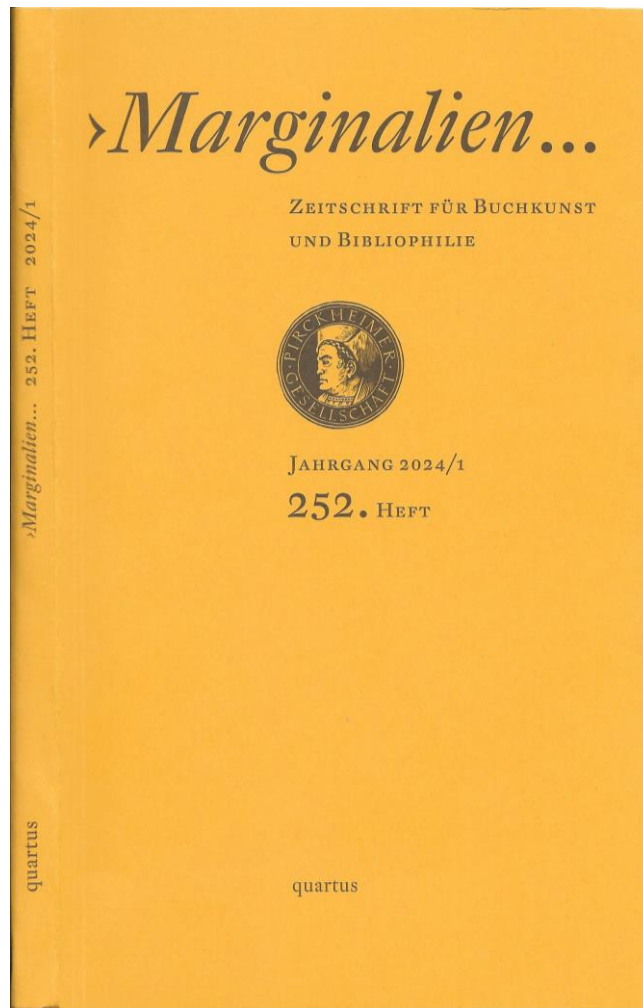 ›Marginalien...
ZEITSCHRIFT FÜR BUCHKUNST
UND BIBLIOPHILIE
· PIRCKHEIMER ·
GESELLSCHAFT
JAHRGANG 2024/1
252. HEFT
quartus
›Marginalien... 252. HEFT 2024/1
quartus